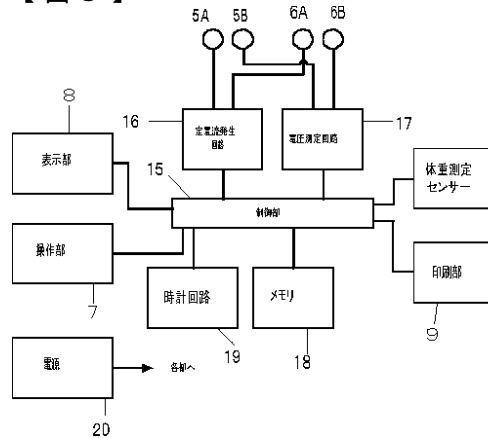 5A 5B 6A 6B
8
16
定電流発生
回路
電圧測定回路
17
表示部
15
体重測定
センサー
制御部
操作部
印刷部
7
時計回路
メモリ
9
19
18
電源
各部へ
20